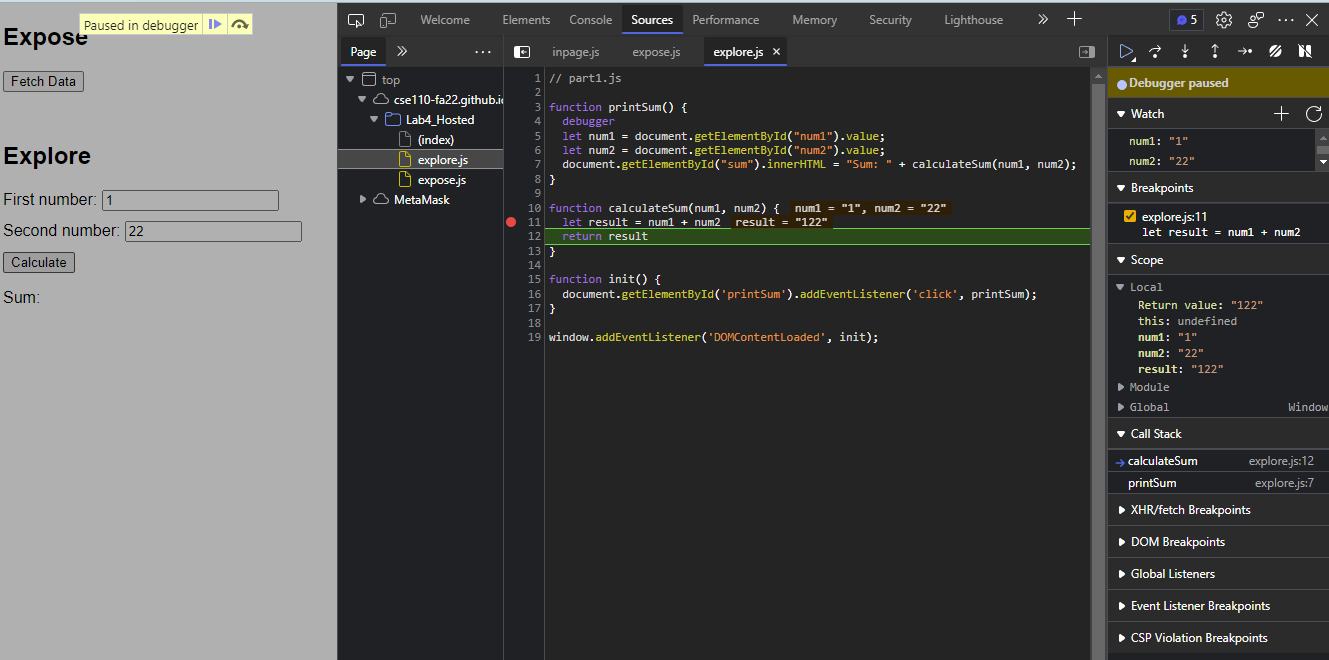 Expose
Paused in debugger
Fetch Data
Explore
First number: 1
Second number: 22
Calculate
Sum:
Welcome Elements Console Sources Performance Memory Security Lighthouse 5
Page
inpage.js expose.js explore.js
top
Lab4_Hosted
(index)
explore.js
expose.js
MetaMask
1 // part1.js
2
3 function printSum() {
4 debugger
5 let num1 = document.getElementById("num1").value;
6 let num2 = document.getElementById("num2").value;
7 document.getElementById("sum").innerHTML = "Sum: " + calculateSum(num1, num2);
8 }
9
10 function calculateSum(num1, num2) { num1 = "1", num2 = "22"
11 let result = num1 + num2 result = "122"
12 return result
13 }
14
15 function init() {
16 document.getElementById('printSum').addEventListener('click', printSum);
17 }
18
19 window.addEventListener('DOMContentLoaded', init);
Debugger paused
Watch
num1: "1"
num2: "22"
Breakpoints
explore.js:11
let result = num1 + num2
Scope
Local
Return value: "122"
this: undefined
num1: "1"
num2: "22"
result: "122"
Module
Global Window
Call Stack
calculateSum explore.js:12
printSum explore.js:7
XHR/fetch Breakpoints
DOM Breakpoints
Global Listeners
Event Listener Breakpoints
CSP Violation Breakpoints